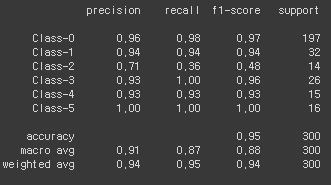 precision recall f1-score support
Class-0 0.96 0.98 0.97 197
Class-1 0.94 0.94 0.94 32
Class-2 0.71 0.36 0.48 14
Class-3 0.93 1.00 0.96 26
Class-4 0.93 0.93 0.93 15
Class-5 1.00 1.00 1.00 16
accuracy 0.95 300
macro avg 0.91 0.87 0.88 300
weighted avg 0.94 0.95 0.94 300